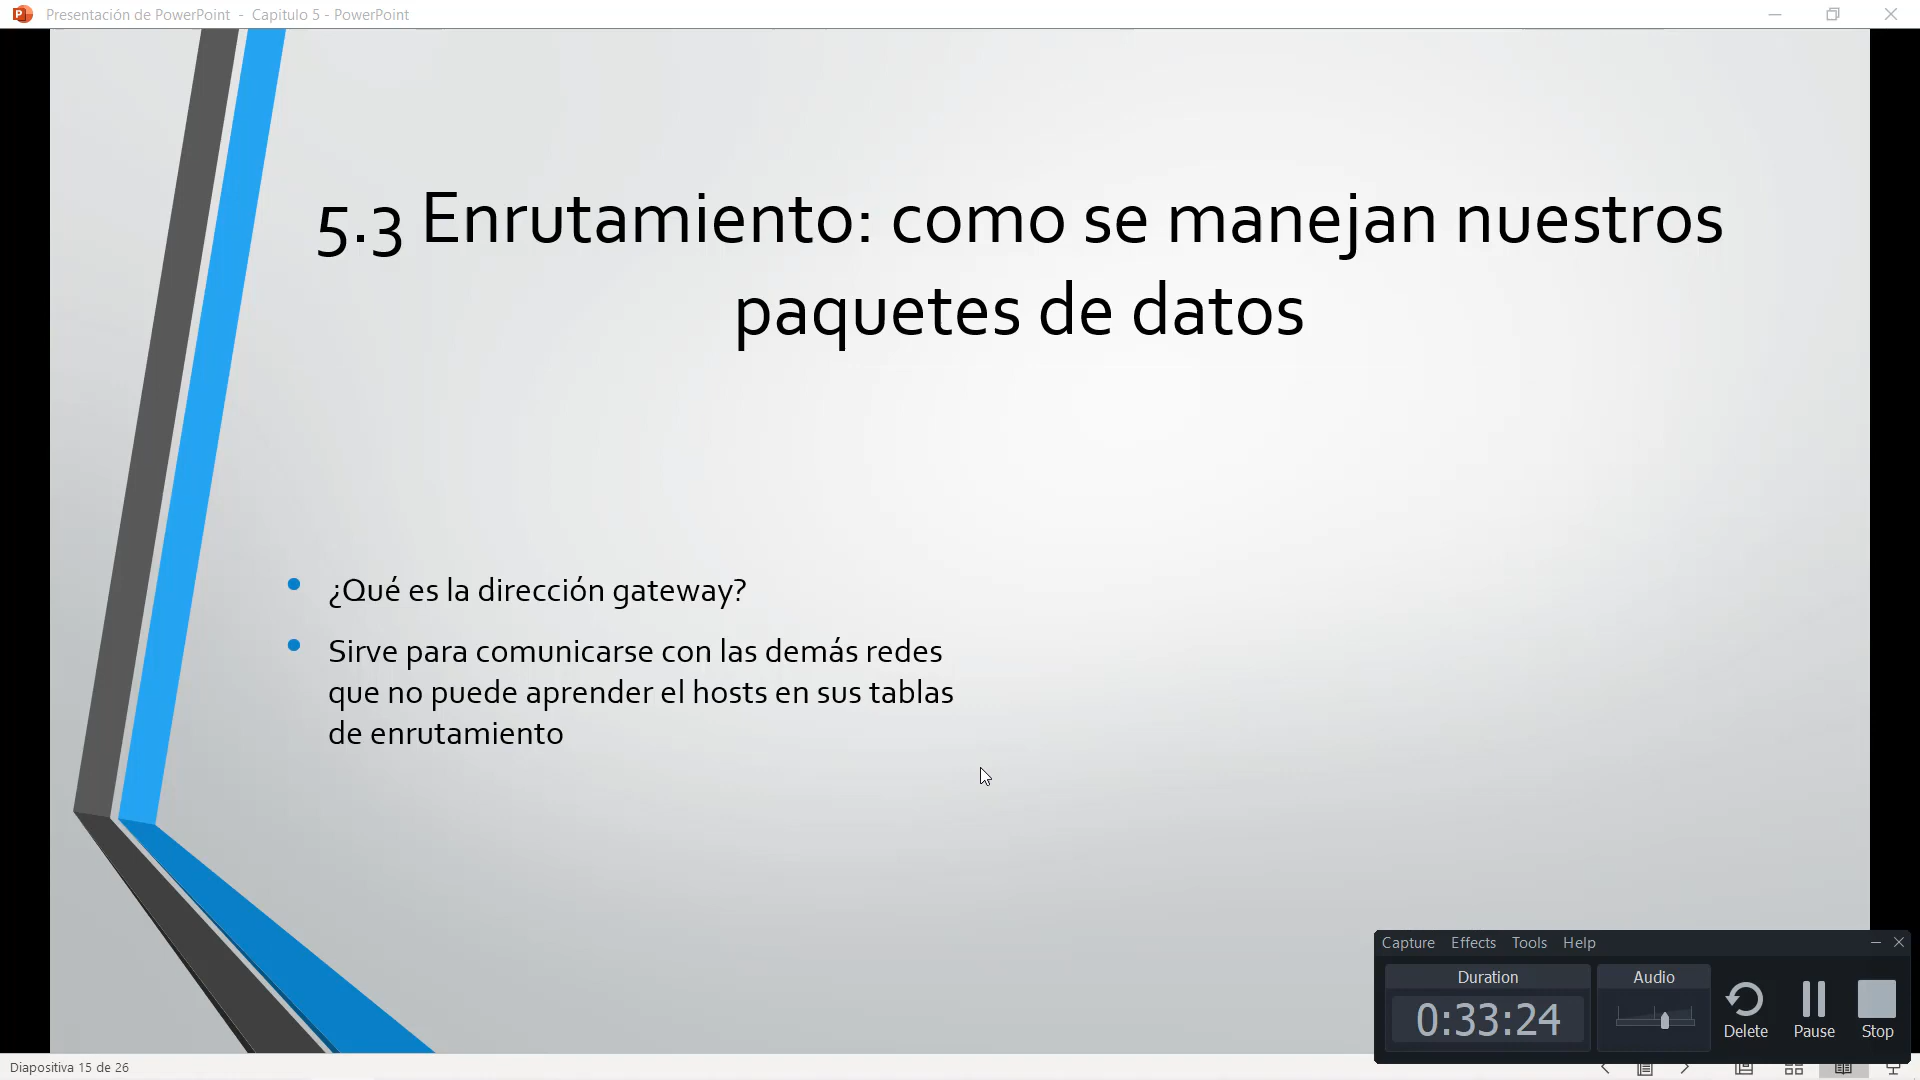 Presentación de PowerPoint - Capitulo 5 - PowerPoint
5.3 Enrutamiento: como se manejan nuestros
paquetes de datos
• ¿Qué es la dirección gateway?
• Sirve para comunicarse con las demás redes
que no puede aprender el hosts en sus tablas
de enrutamiento
Capture Effects Tools Help
Duration Audio
0:33:24
Delete Pause Stop
Diapositiva 15 de 26